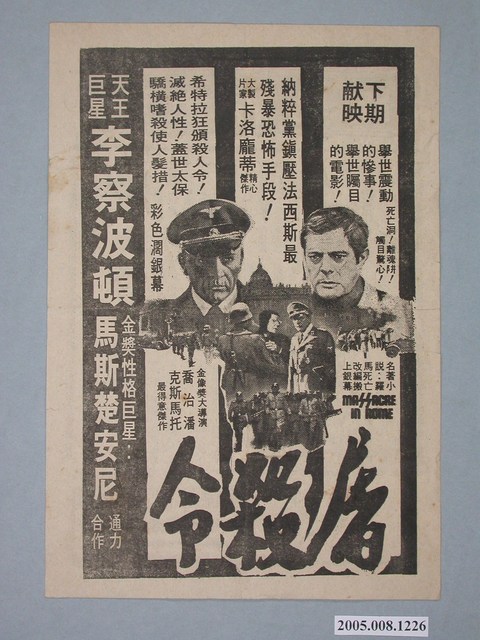 下期
献映
舉世震動
的慘事！
舉世矚目
的電影！
死亡洞！離魂阱！
觸目驚心！
納粹黨鎮壓法西斯最
殘暴恐怖手段！
大製
片家
卡洛龐蒂
精心
傑作
希特拉狂頒殺人令！
滅絕人性！蓋世太保
驕橫嗜殺使人髮指！
彩色濶銀幕
天王
巨星
李察波頓
金獎性格巨星：
馬斯楚安尼
通力
合作
名著小
説：羅
馬死亡
改編搬
上銀幕
MASSACRE
IN ROME
金像獎大導演
喬治潘
克斯馬托
最得意傑作
屠殺令
2005.008.1226